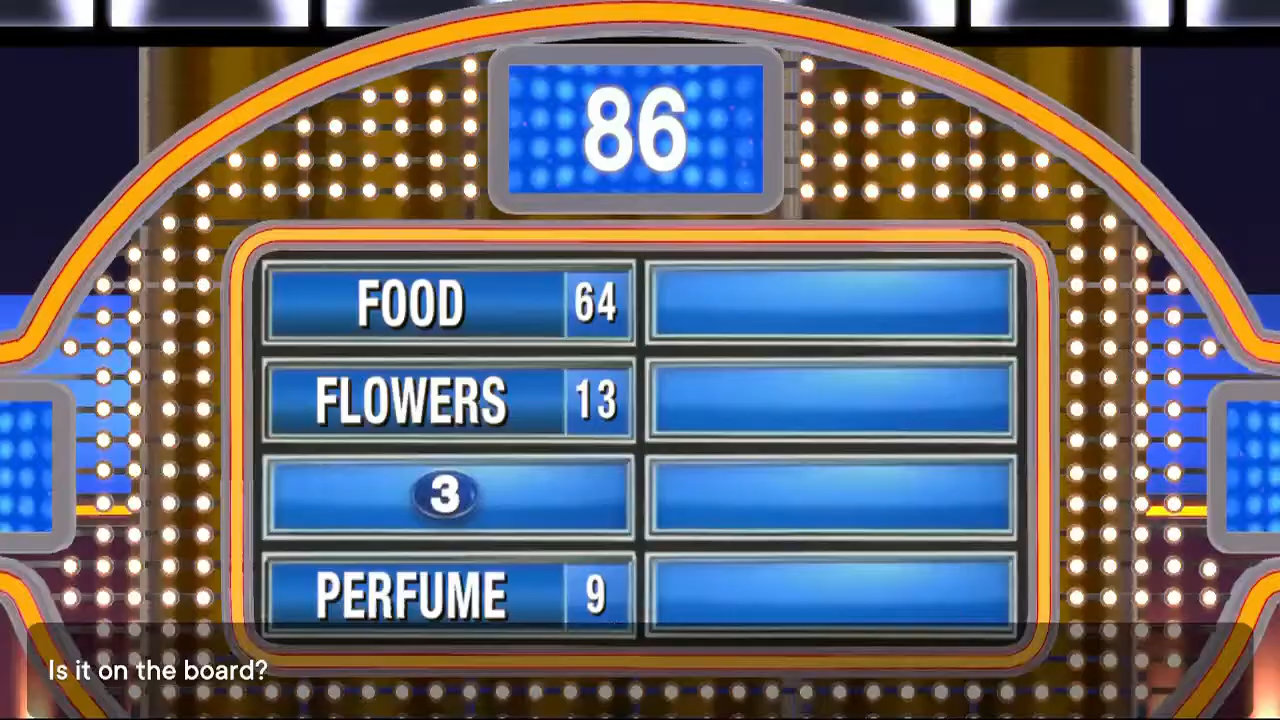 86
FOOD 64
FLOWERS 13
3
PERFUME 9
Is it on the board?